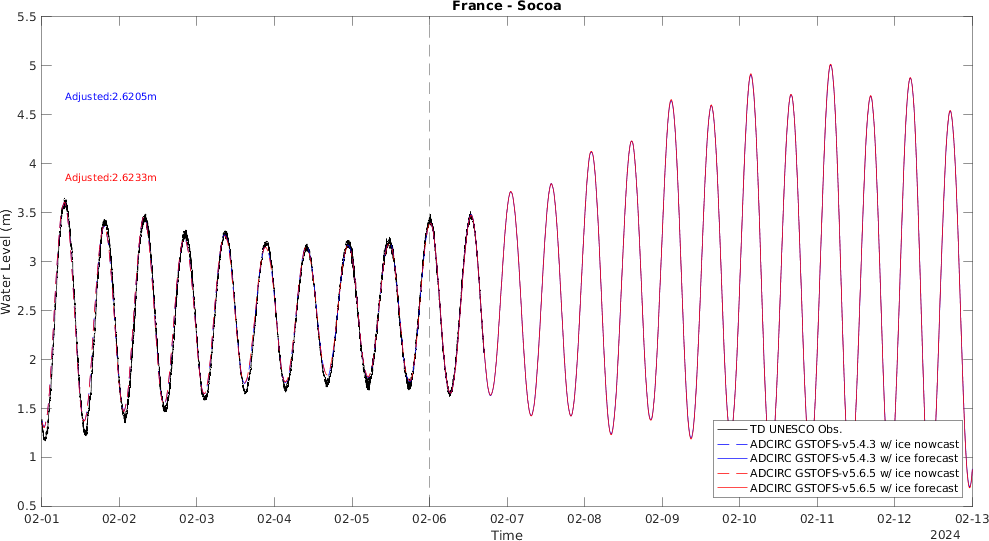 France - Socoa
5.5
5
4.5
4
3.5
3
2.5
2
1.5
1
0.5
Water Level (m)
Adjusted:2.6205m
Adjusted:2.6233m
TD UNESCO Obs.
ADCIRC GSTOFS-v5.4.3 w/ ice nowcast
ADCIRC GSTOFS-v5.4.3 w/ ice forecast
ADCIRC GSTOFS-v5.6.5 w/ ice nowcast
ADCIRC GSTOFS-v5.6.5 w/ ice forecast
02-01 02-02 02-03 02-04 02-05 02-06 02-07 02-08 02-09 02-10 02-11 02-12 02-13
Time
2024